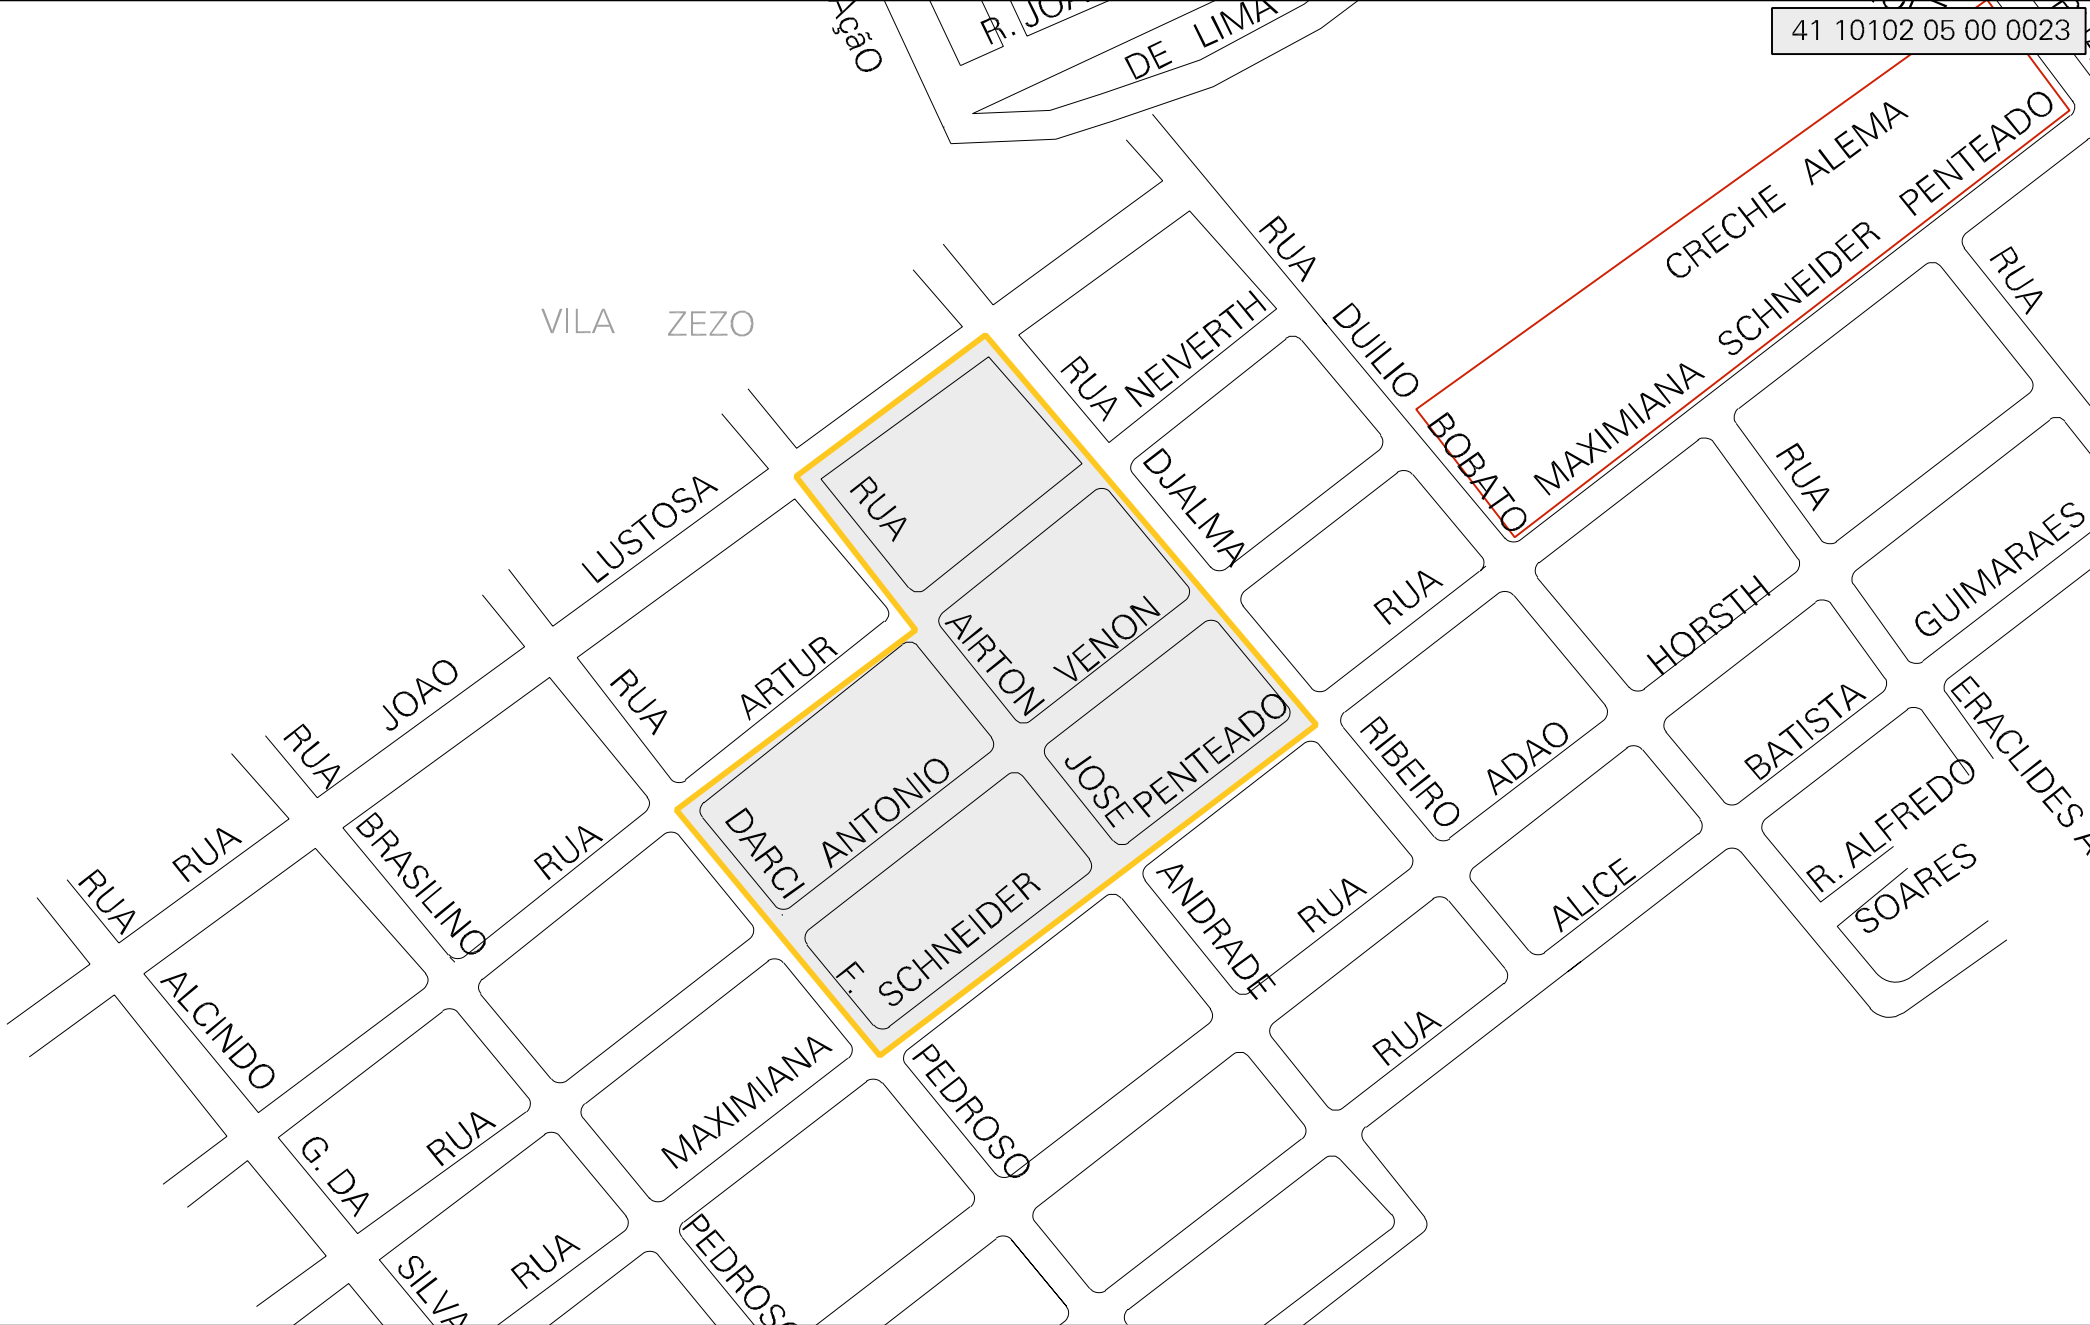 AçãO
R. JOA
DE LIMA
41 10102 05 00 0023
CRECHE ALEMA
MAXIMIANA SCHNEIDER PENTEADO
RUA DUILIO BOBATO
VILA ZEZO
RUA NEIVERTH
RUA
RUA
RUA
LUSTOSA
DJALMA
RUA
HORSTH
GUIMARAES
AIRTON
VENON
RUA
ARTUR
RUA JOAO
RUA
DARCI
ANTONIO
JOSE
PENTEADO
RIBEIRO
ADAO
BATISTA
ERACLIDES A
R. ALFREDO
SOARES
RUA
RUA
BRASILINO
RUA
F.
SCHNEIDER
ANDRADE
RUA
ALICE
ALCINDO
MAXIMIANA
PEDROSO
RUA
G. DA
RUA
SILVA
RUA
PEDROSO